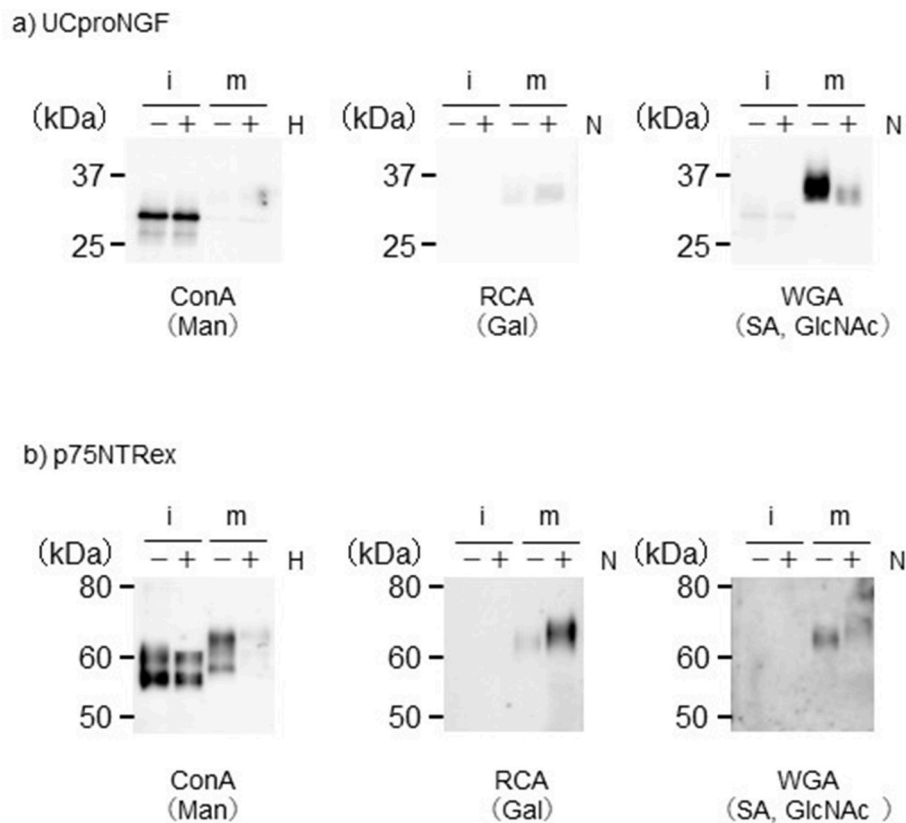 a) UCproNGF
i m i m i m
(kDa) − + − + H (kDa) − + − + N (kDa) − + − + N
37 37 37
25 25 25
ConA RCA WGA
(Man) (Gal) (SA, GlcNAc)
b) p75NTRex
i m i m i m
(kDa) − + − + H (kDa) − + − + N (kDa) − + − + N
80 80 80
60 60 60
50 50 50
ConA RCA WGA
(Man) (Gal) (SA, GlcNAc )